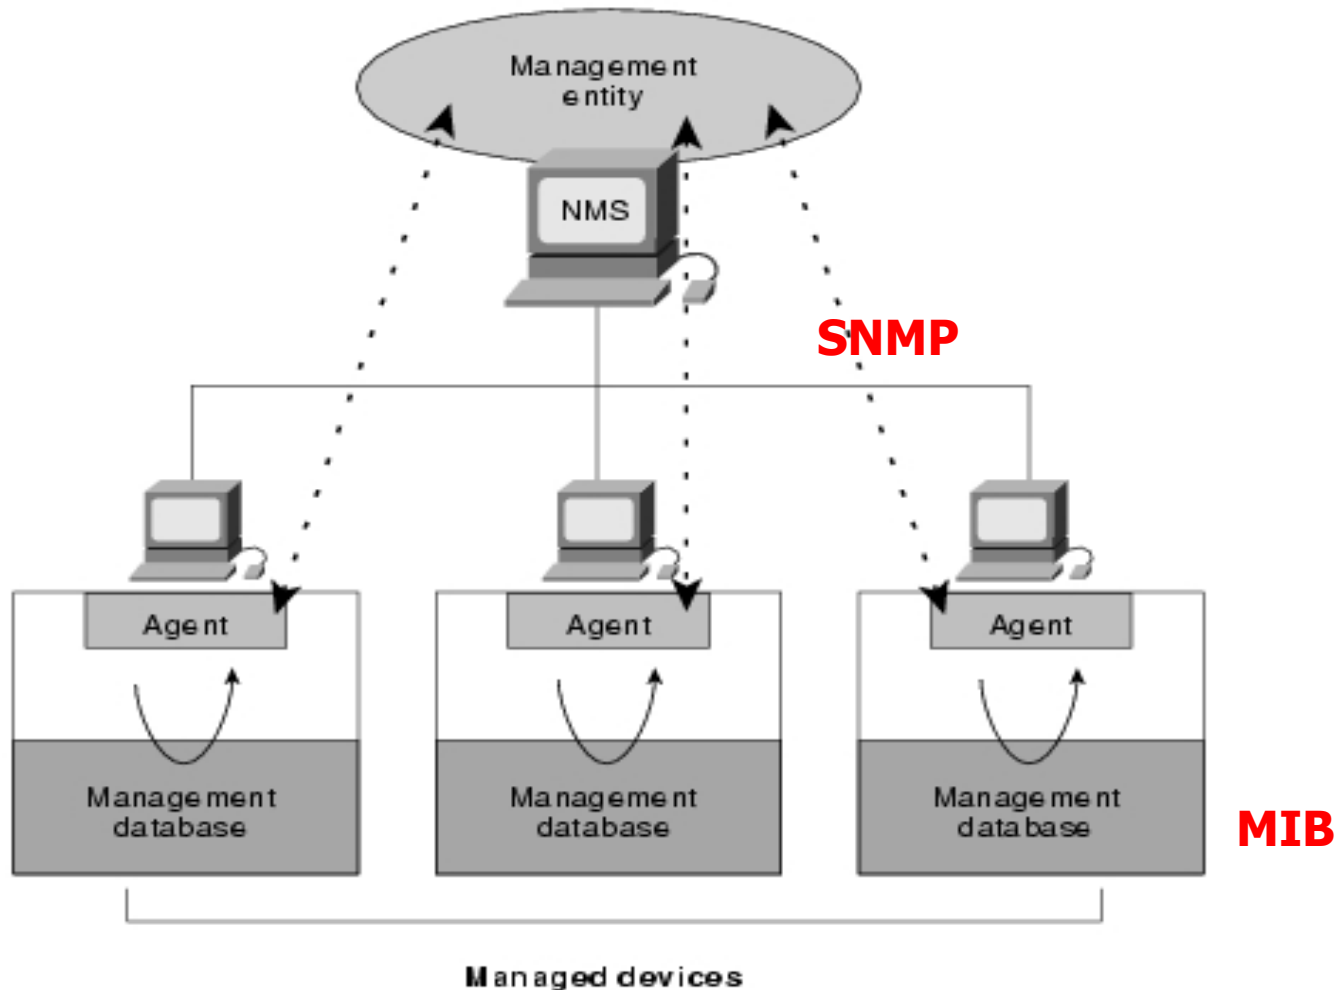 Management
entity
NMS
SNMP
Agent
Agent
Agent
Management
database
Management
database
Management
database
MIB
Managed devices